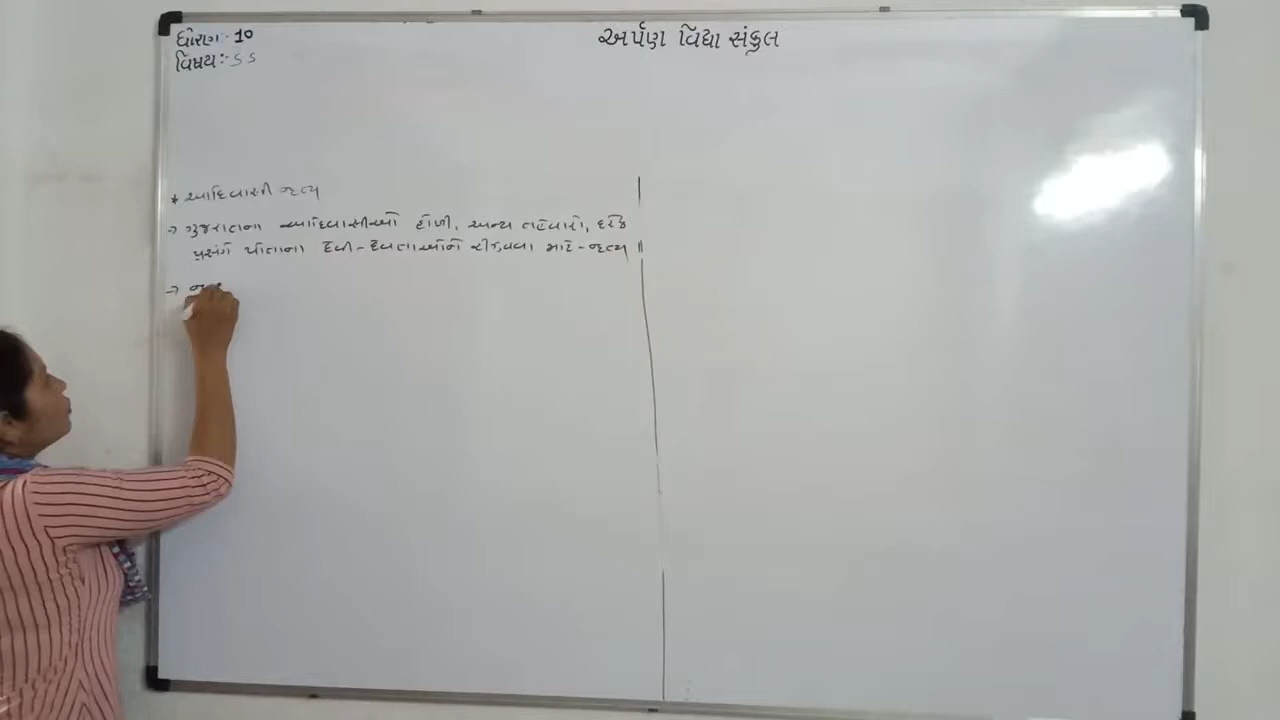 ધોરણ:- 10
વિષય:- S S
અર્પણ વિદ્યા સંકુલ
* આદિવાસી નૃત્ય
→ ગુજરાતના આદિવાસીઓ હોળી, અન્ય તહેવારો, દરેક
પ્રસંગે પોતાના દેવી-દેવતાઓને રીઝવવા માટે - નૃત્ય ||
→